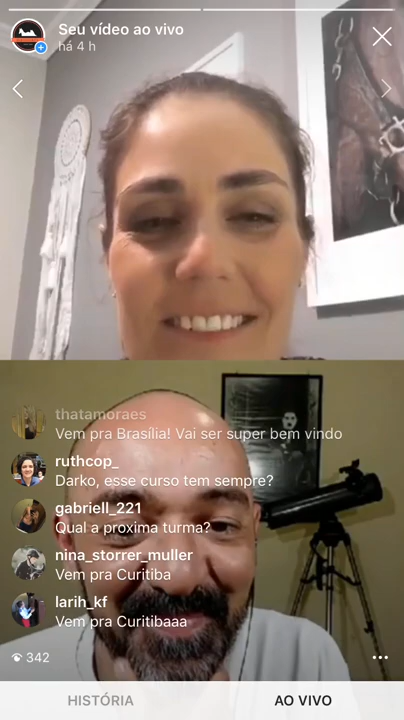 Seu vídeo ao vivo
há 4 h
thatamoraes
Vem pra Brasília! Vai ser super bem vindo
ruthcop_
Darko, esse curso tem sempre?
gabriell_221
Qual a proxima turma?
nina_storrer_muller
Vem pra Curitiba
larih_kf
Vem pra Curitibaaa
342
HISTÓRIA
AO VIVO